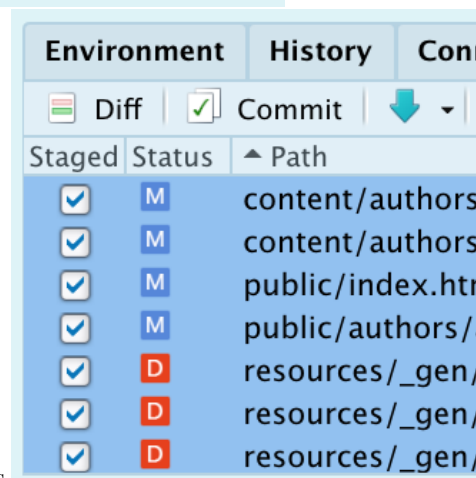 Environment History
Diff Commit
Staged Status Path
M content/authors
M content/authors
M public/index.ht
M public/authors/
D resources/_gen/
D resources/_gen/
D resources/_gen/